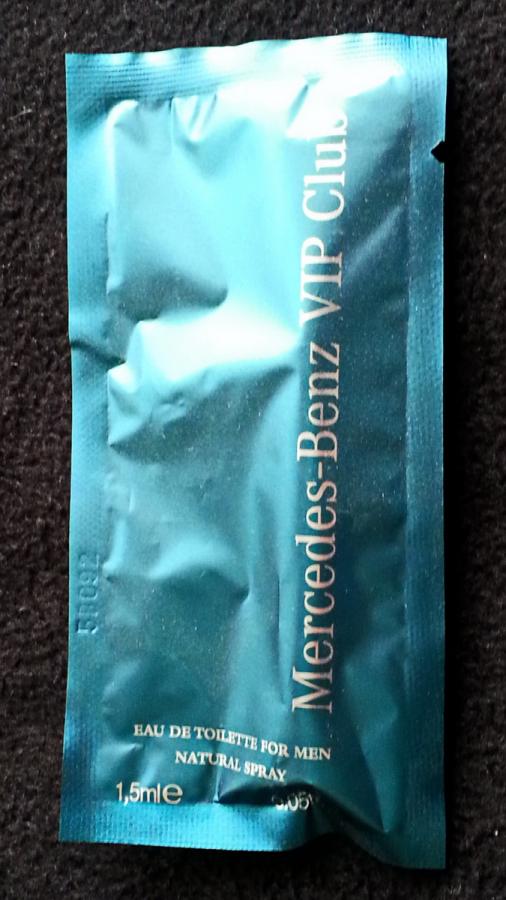 Mercedes-Benz VIP Club
EAU DE TOILETTE FOR MEN
NATURAL SPRAY
1,5ml℮